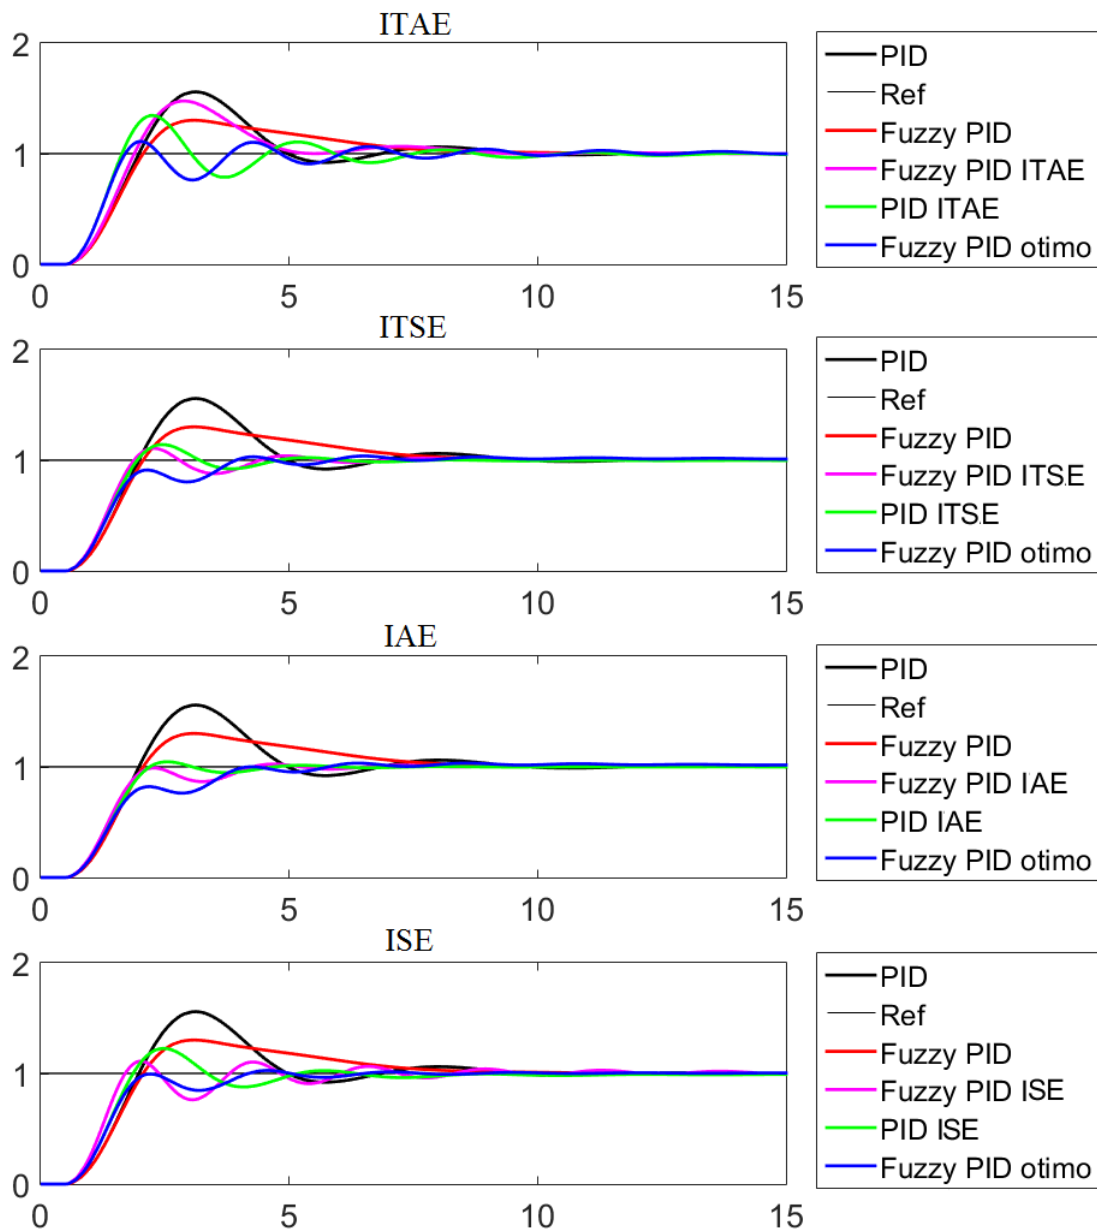 ITAE
2
1
0
0 5 10 15
PID
Ref
Fuzzy PID
Fuzzy PID ITAE
PID ITAE
Fuzzy PID otimo
ITSE
2
1
0
0 5 10 15
PID
Ref
Fuzzy PID
Fuzzy PID ITSE
PID ITSE
Fuzzy PID otimo
IAE
2
1
0
0 5 10 15
PID
Ref
Fuzzy PID
Fuzzy PID IAE
PID IAE
Fuzzy PID otimo
ISE
2
1
0
0 5 10 15
PID
Ref
Fuzzy PID
Fuzzy PID ISE
PID ISE
Fuzzy PID otimo